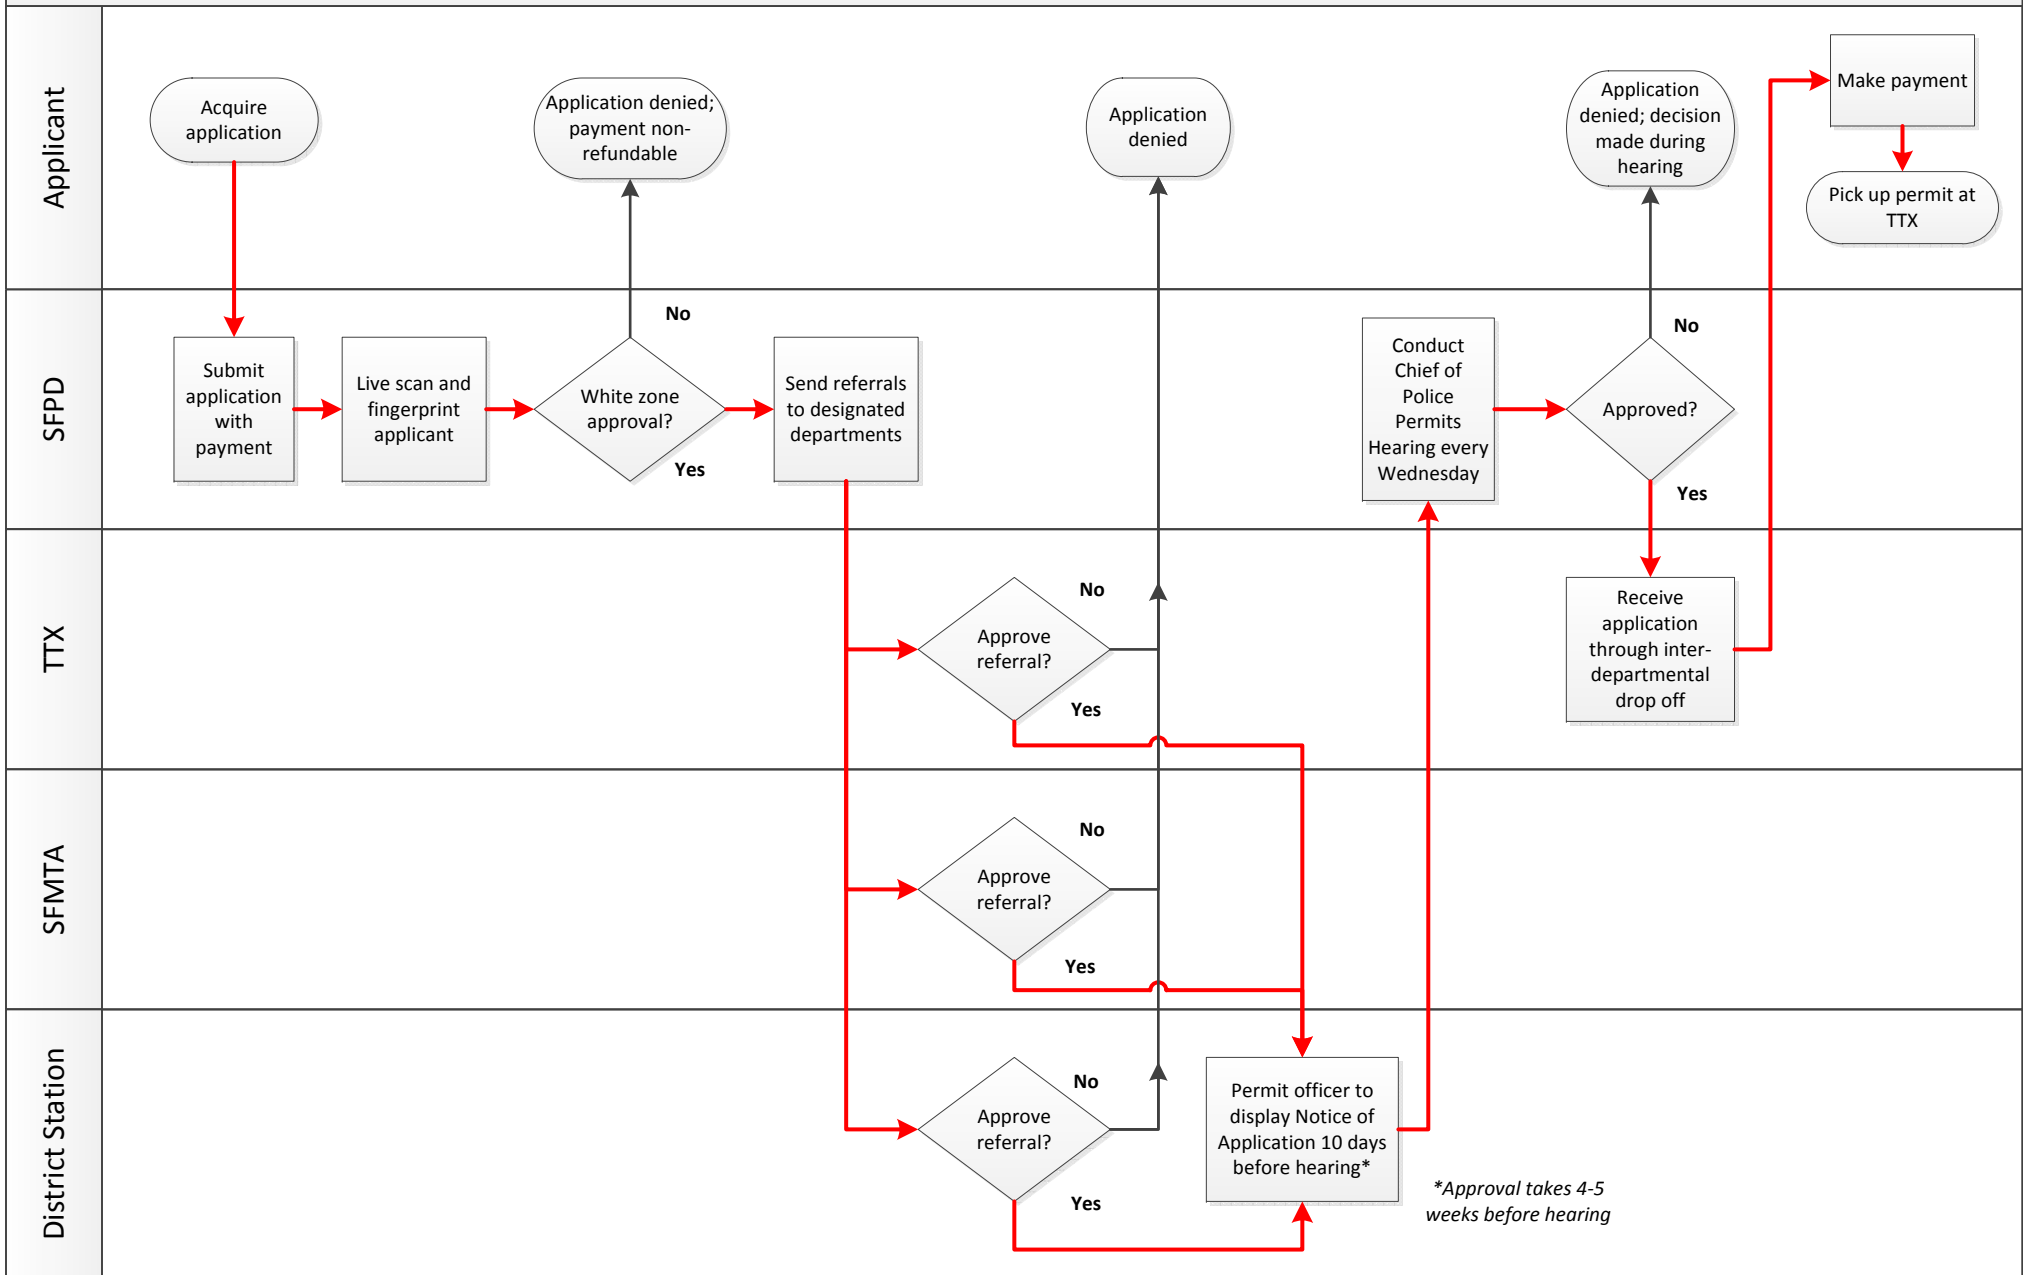 Applicant
Acquire
application
Application denied;
payment non-
refundable
Application
denied
Application
denied; decision
made during
hearing
Make payment
Pick up permit at
TTX
SFPD
Submit
application
with
payment
Live scan and
fingerprint
applicant
White zone
approval?
No
Yes
Send referrals
to designated
departments
Conduct
Chief of
Police
Permits
Hearing every
Wednesday
Approved?
No
Yes
TTX
Approve
referral?
No
Yes
Receive
application
through inter-
departmental
drop off
SFMTA
Approve
referral?
No
Yes
District Station
Approve
referral?
No
Yes
Permit officer to
display Notice of
Application 10 days
before hearing*
*Approval takes 4-5
weeks before hearing